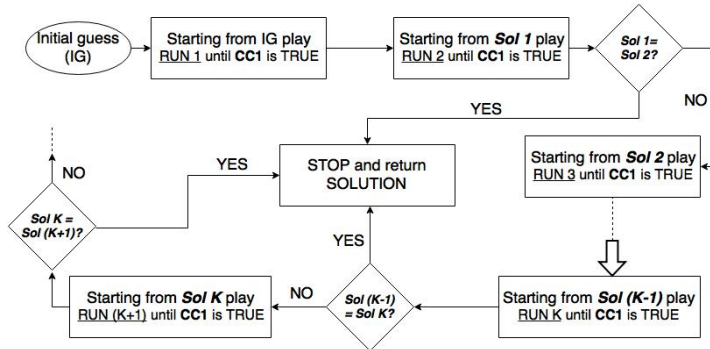 Initial guess
(IG)
Starting from IG play
RUN 1 until CC1 is TRUE
Starting from Sol 1 play
RUN 2 until CC1 is TRUE
Sol 1=
Sol 2?
NO
YES
Starting from Sol 2 play
RUN 3 until CC1 is TRUE
STOP and return
SOLUTION
YES
NO
Sol K =
Sol (K+1)?
YES
Starting from Sol (K-1) play
RUN K until CC1 is TRUE
Sol (K-1)
= Sol K?
NO
Starting from Sol K play
RUN (K+1) until CC1 is TRUE